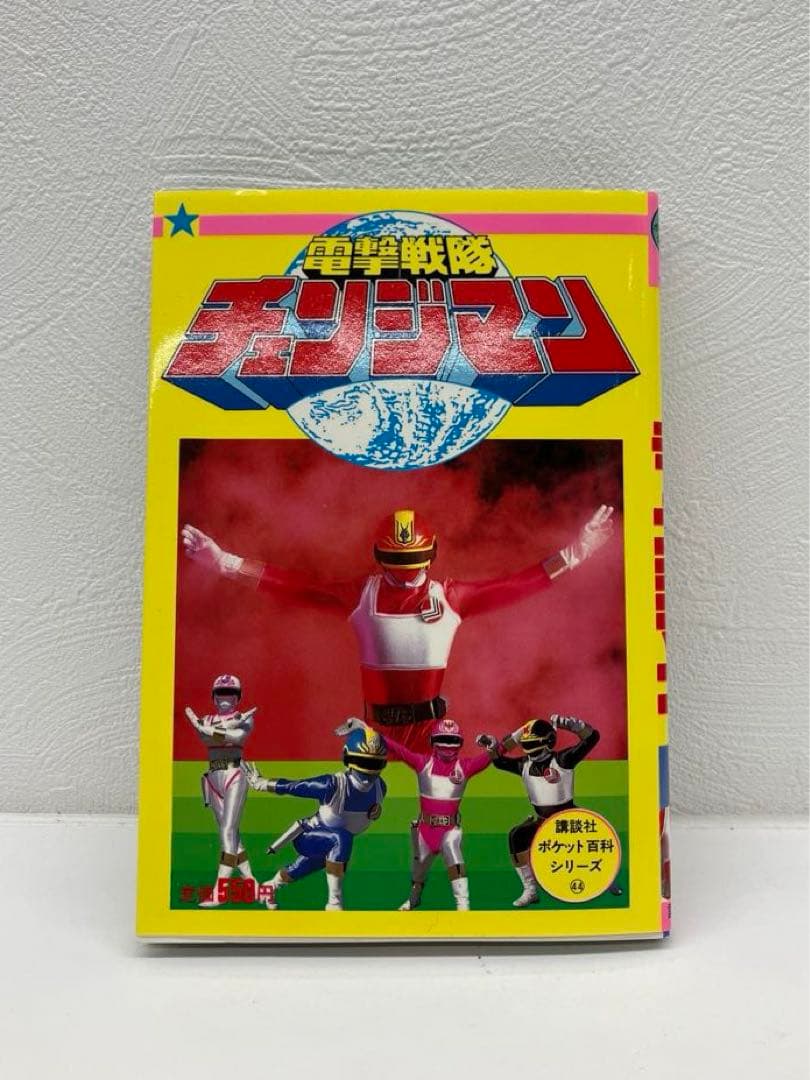 電撃戦隊
チェンジマン
定価550円
講談社
ポケット百科
シリーズ
㊹